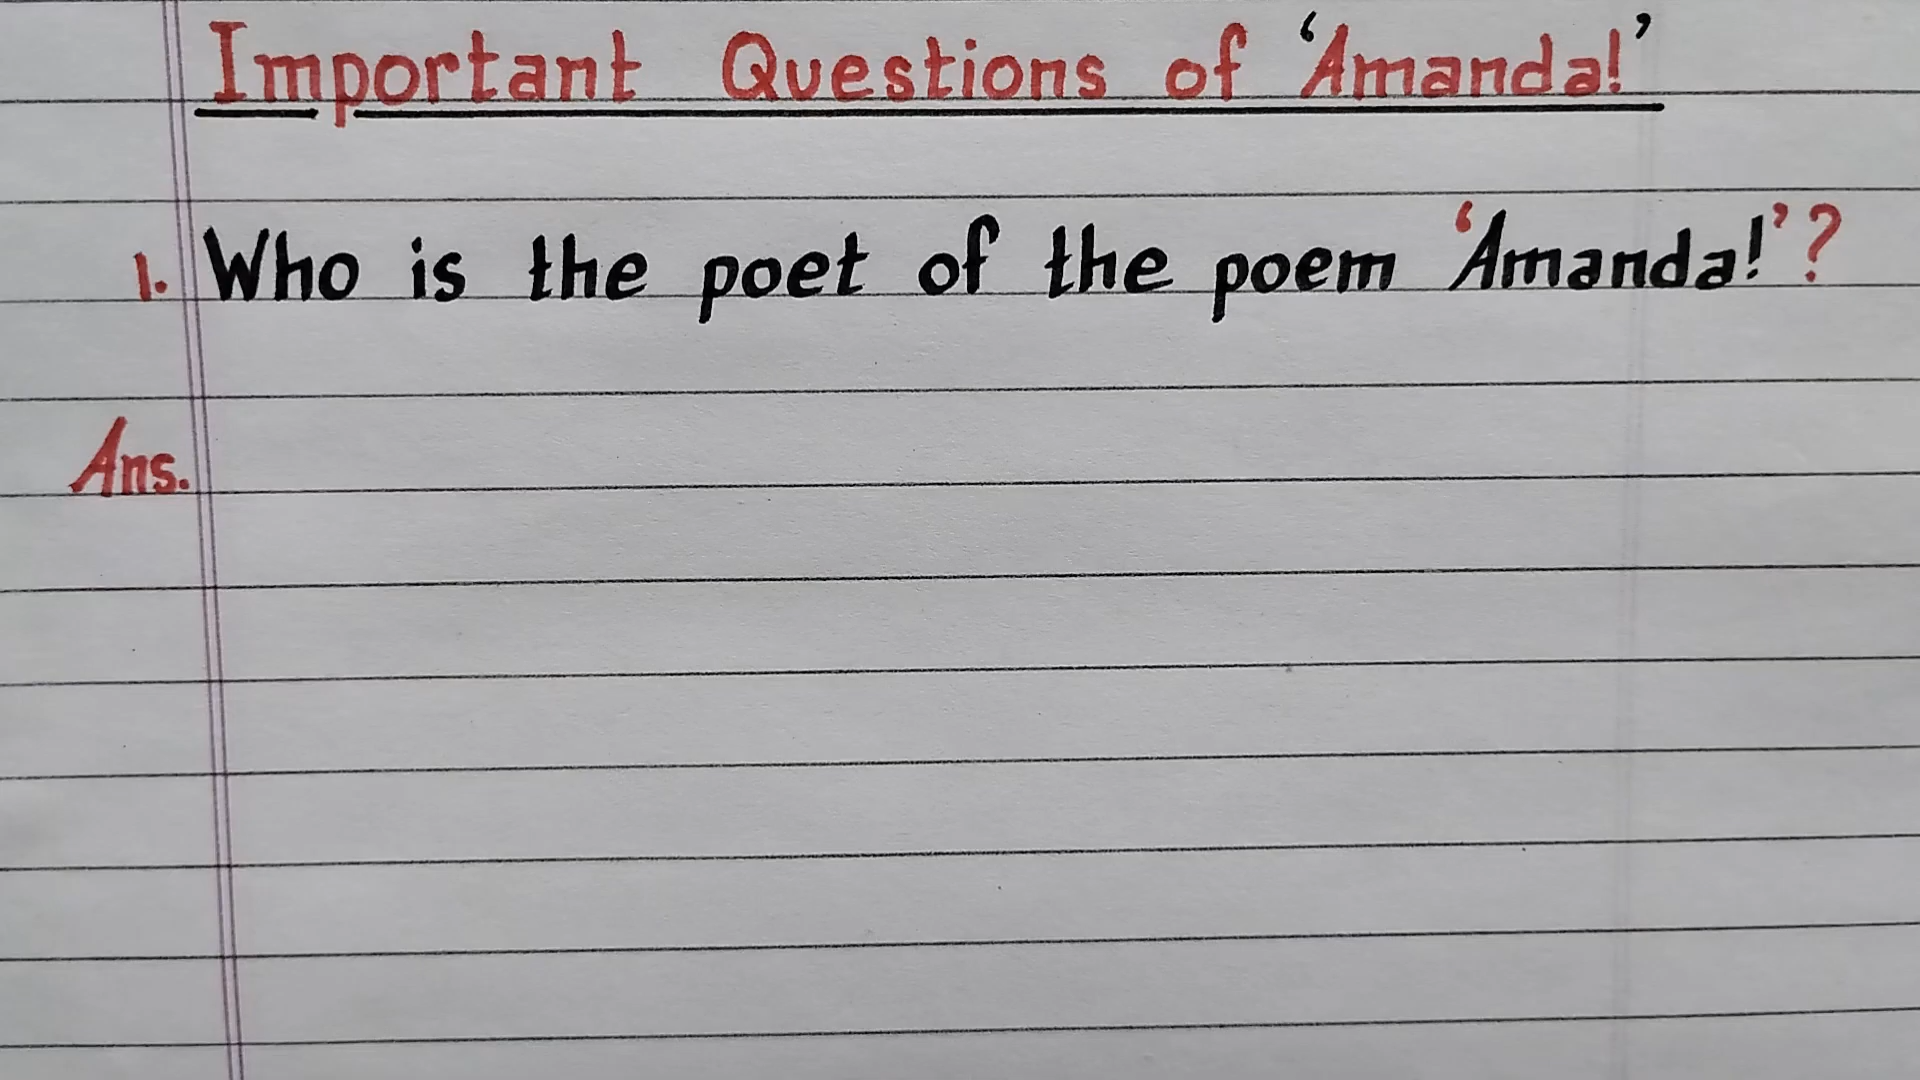 Important Questions of 'Amanda!'
1. Who is the poet of the poem 'Amanda!'?
Ans.